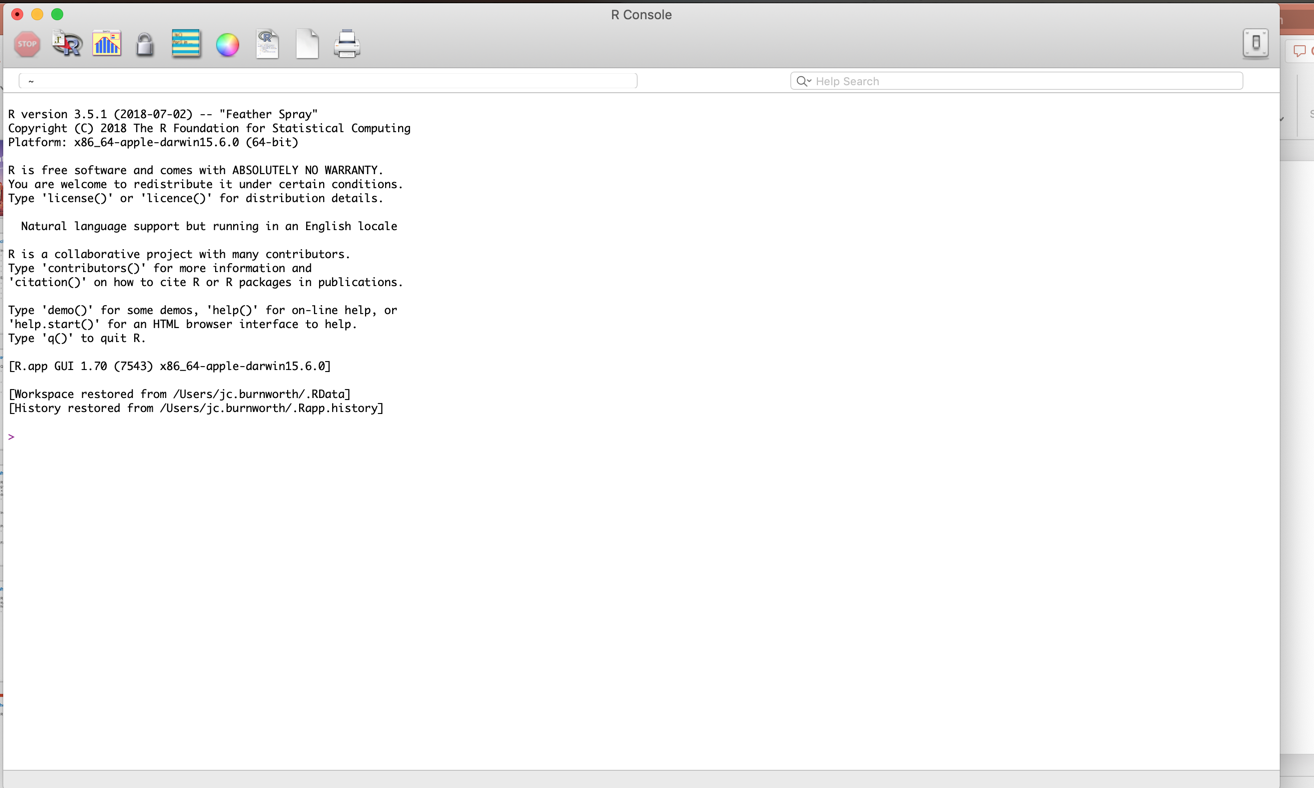 R Console
STOP
~
Help Search
R version 3.5.1 (2018-07-02) -- "Feather Spray"
Copyright (C) 2018 The R Foundation for Statistical Computing
Platform: x86_64-apple-darwin15.6.0 (64-bit)
R is free software and comes with ABSOLUTELY NO WARRANTY.
You are welcome to redistribute it under certain conditions.
Type 'license()' or 'licence()' for distribution details.
Natural language support but running in an English locale
R is a collaborative project with many contributors.
Type 'contributors()' for more information and
'citation()' on how to cite R or R packages in publications.
Type 'demo()' for some demos, 'help()' for on-line help, or
'help.start()' for an HTML browser interface to help.
Type 'q()' to quit R.
[R.app GUI 1.70 (7543) x86_64-apple-darwin15.6.0]
[Workspace restored from /Users/jc.burnworth/.RData]
[History restored from /Users/jc.burnworth/.Rapp.history]
>